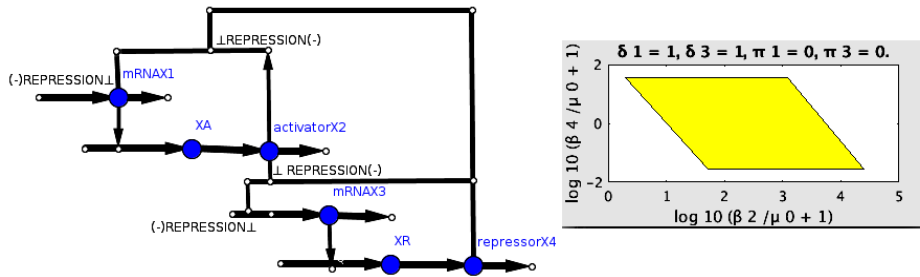 ⊥REPRESSION(-)
(-)REPRESSION⊥
mRNAX1
XA
activatorX2
⊥ REPRESSION(-)
mRNAX3
(-)REPRESSION⊥
XR
repressorX4
δ 1 = 1, δ 3 = 1, π 1 = 0, π 3 = 0.
log 10 (β 4 /μ 0 + 1)
2
0
−2
0
1
2
3
4
5
log 10 (β 2 /μ 0 + 1)